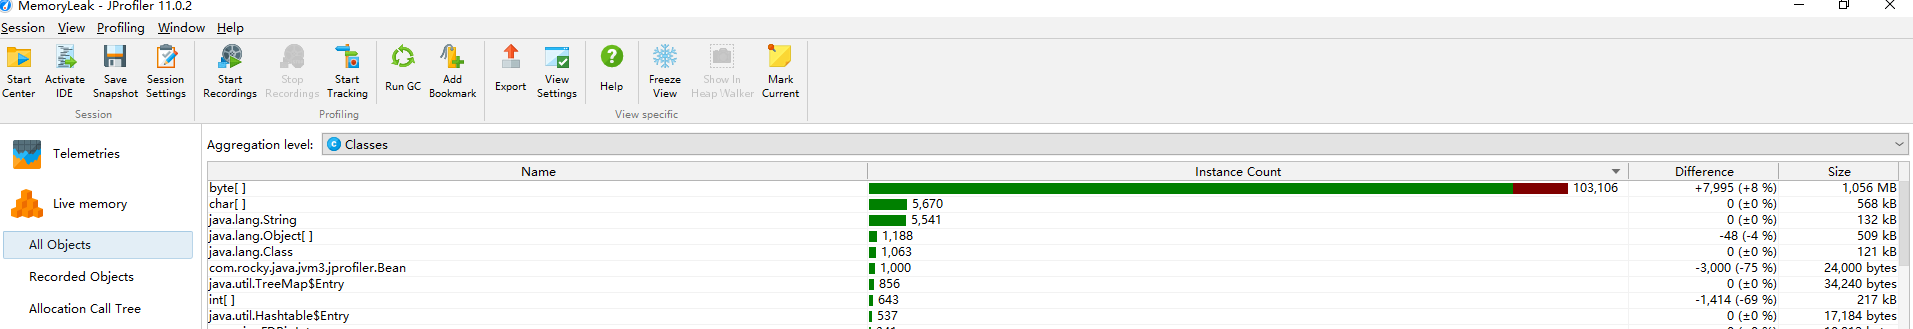 MemoryLeak - JProfiler 11.0.2
Session View Profiling Window Help
Start Center
Activate IDE
Save Snapshot
Session Settings
Start Recordings
Stop Recordings
Start Tracking
Run GC
Add Bookmark
Export
View Settings
Help
Freeze View
Show In Heap Walker
Mark Current
Session
Profiling
View specific
Telemetries
Live memory
All Objects
Recorded Objects
Allocation Call Tree
Aggregation level: Classes
Name Instance Count Difference Size
byte[ ] 103,106 +7,995 (+8 %) 1,056 MB
char[ ] 5,670 0 (±0 %) 568 kB
java.lang.String 5,541 0 (±0 %) 132 kB
java.lang.Object[ ] 1,188 -48 (-4 %) 509 kB
java.lang.Class 1,063 0 (±0 %) 121 kB
com.rocky.java.jvm3.jprofiler.Bean 1,000 -3,000 (-75 %) 24,000 bytes
java.util.TreeMap$Entry 856 0 (±0 %) 34,240 bytes
int[ ] 643 -1,414 (-69 %) 217 kB
java.util.Hashtable$Entry 537 0 (±0 %) 17,184 bytes